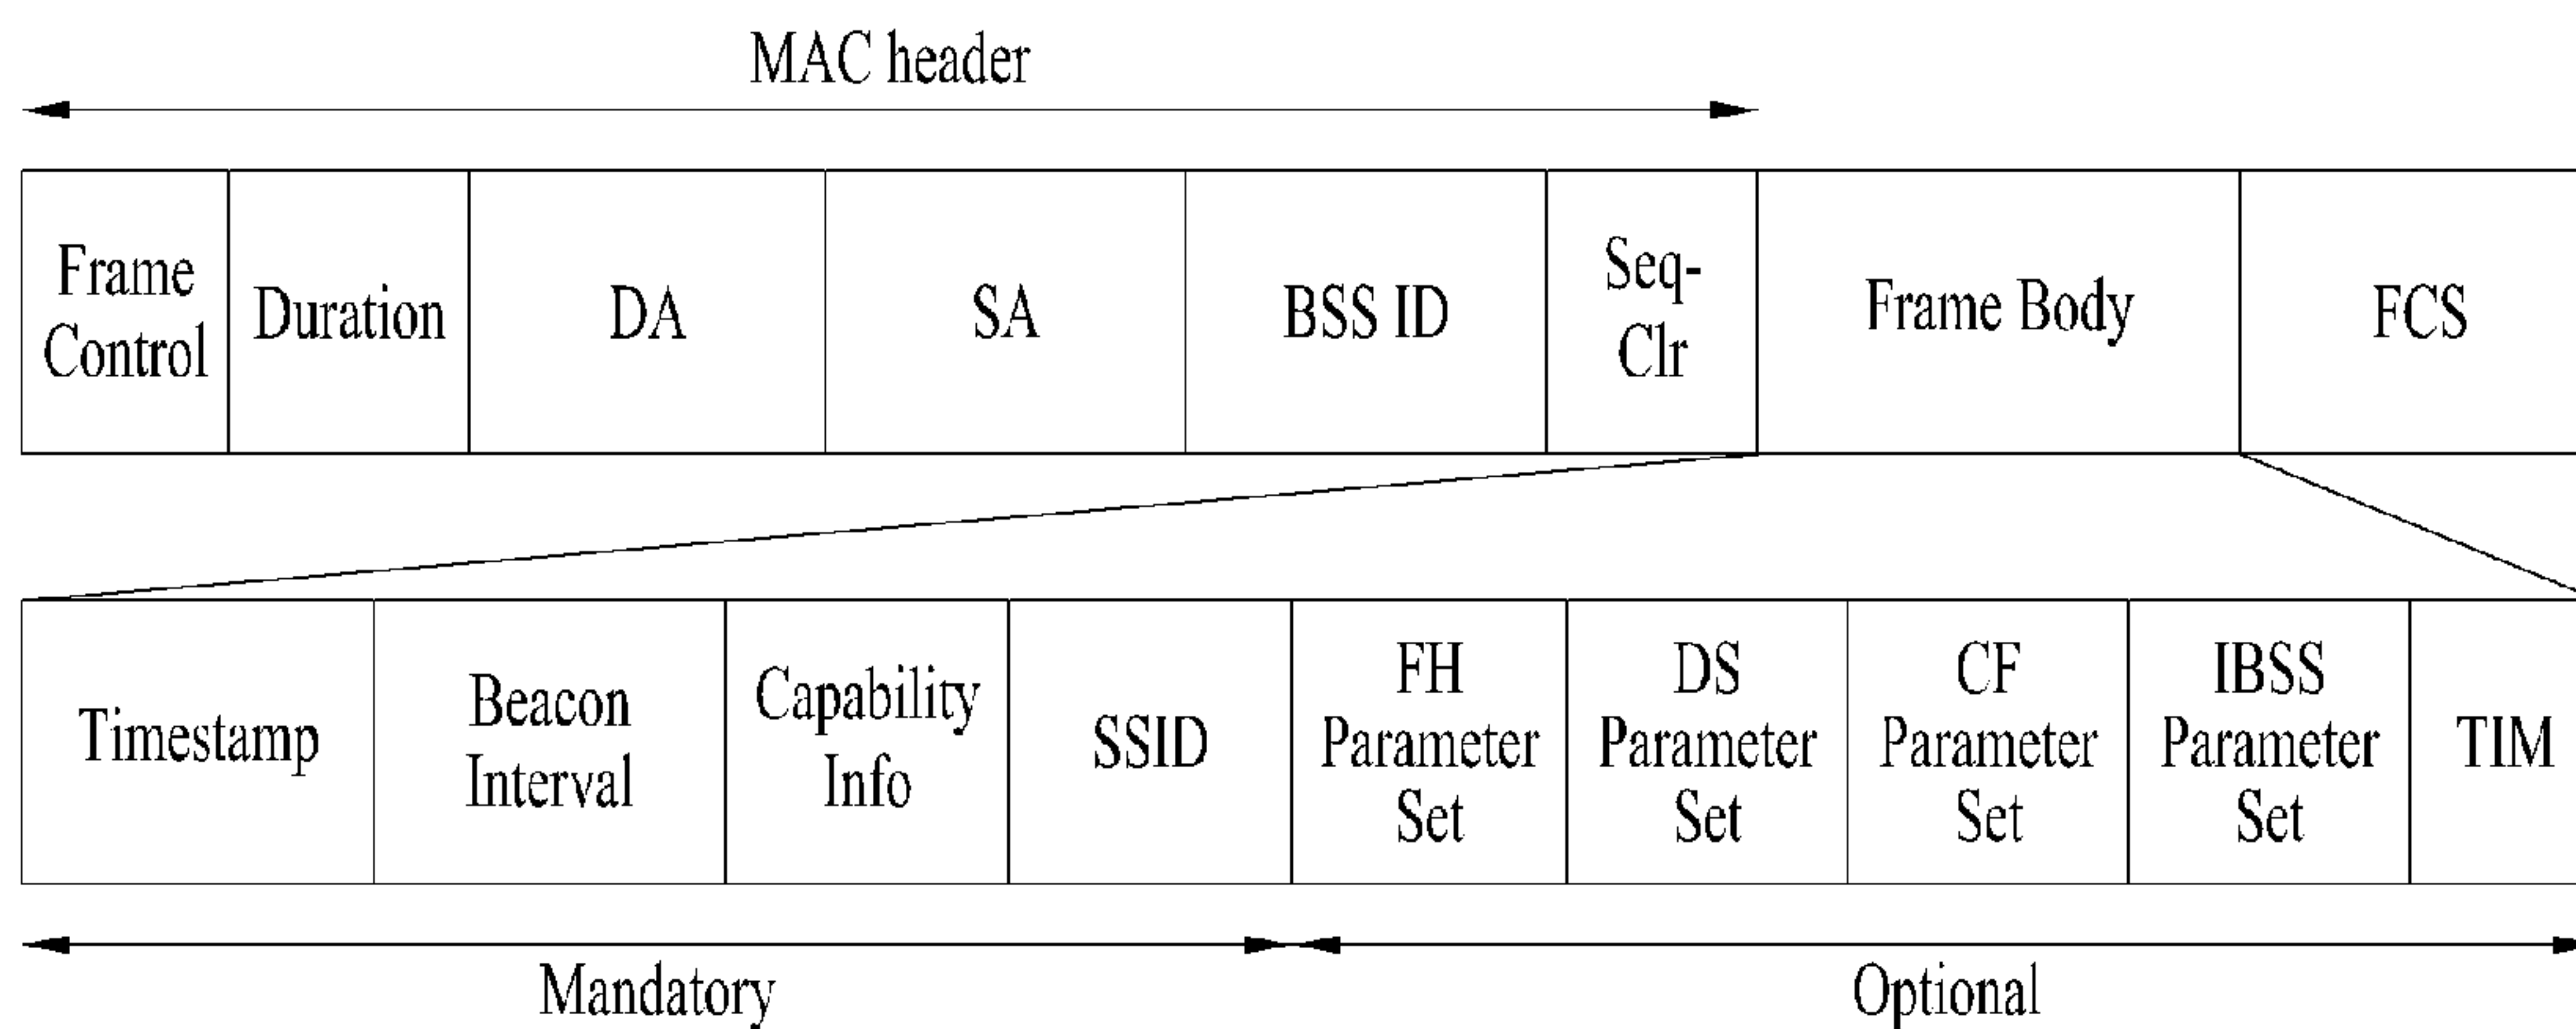 MAC header
Frame
Control
Duration
DA
SA
BSS ID
Seq-
Clr
Frame Body
FCS
Timestamp
Beacon
Interval
Capability
Info
SSID
FH
Parameter
Set
DS
Parameter
Set
CF
Parameter
Set
IBSS
Parameter
Set
TIM
Mandatory
Optional